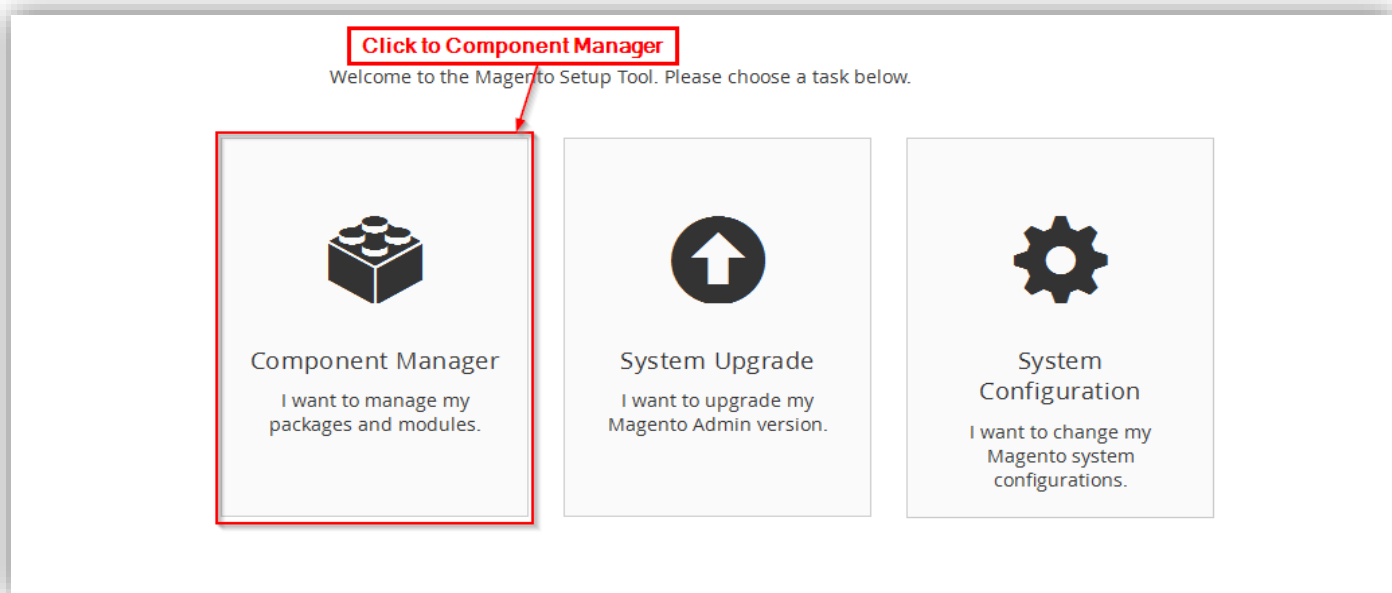 Click to Component Manager
Welcome to the Magento Setup Tool. Please choose a task below.
Component Manager
I want to manage my
packages and modules.
System Upgrade
I want to upgrade my
Magento Admin version.
System
Configuration
I want to change my
Magento system
configurations.